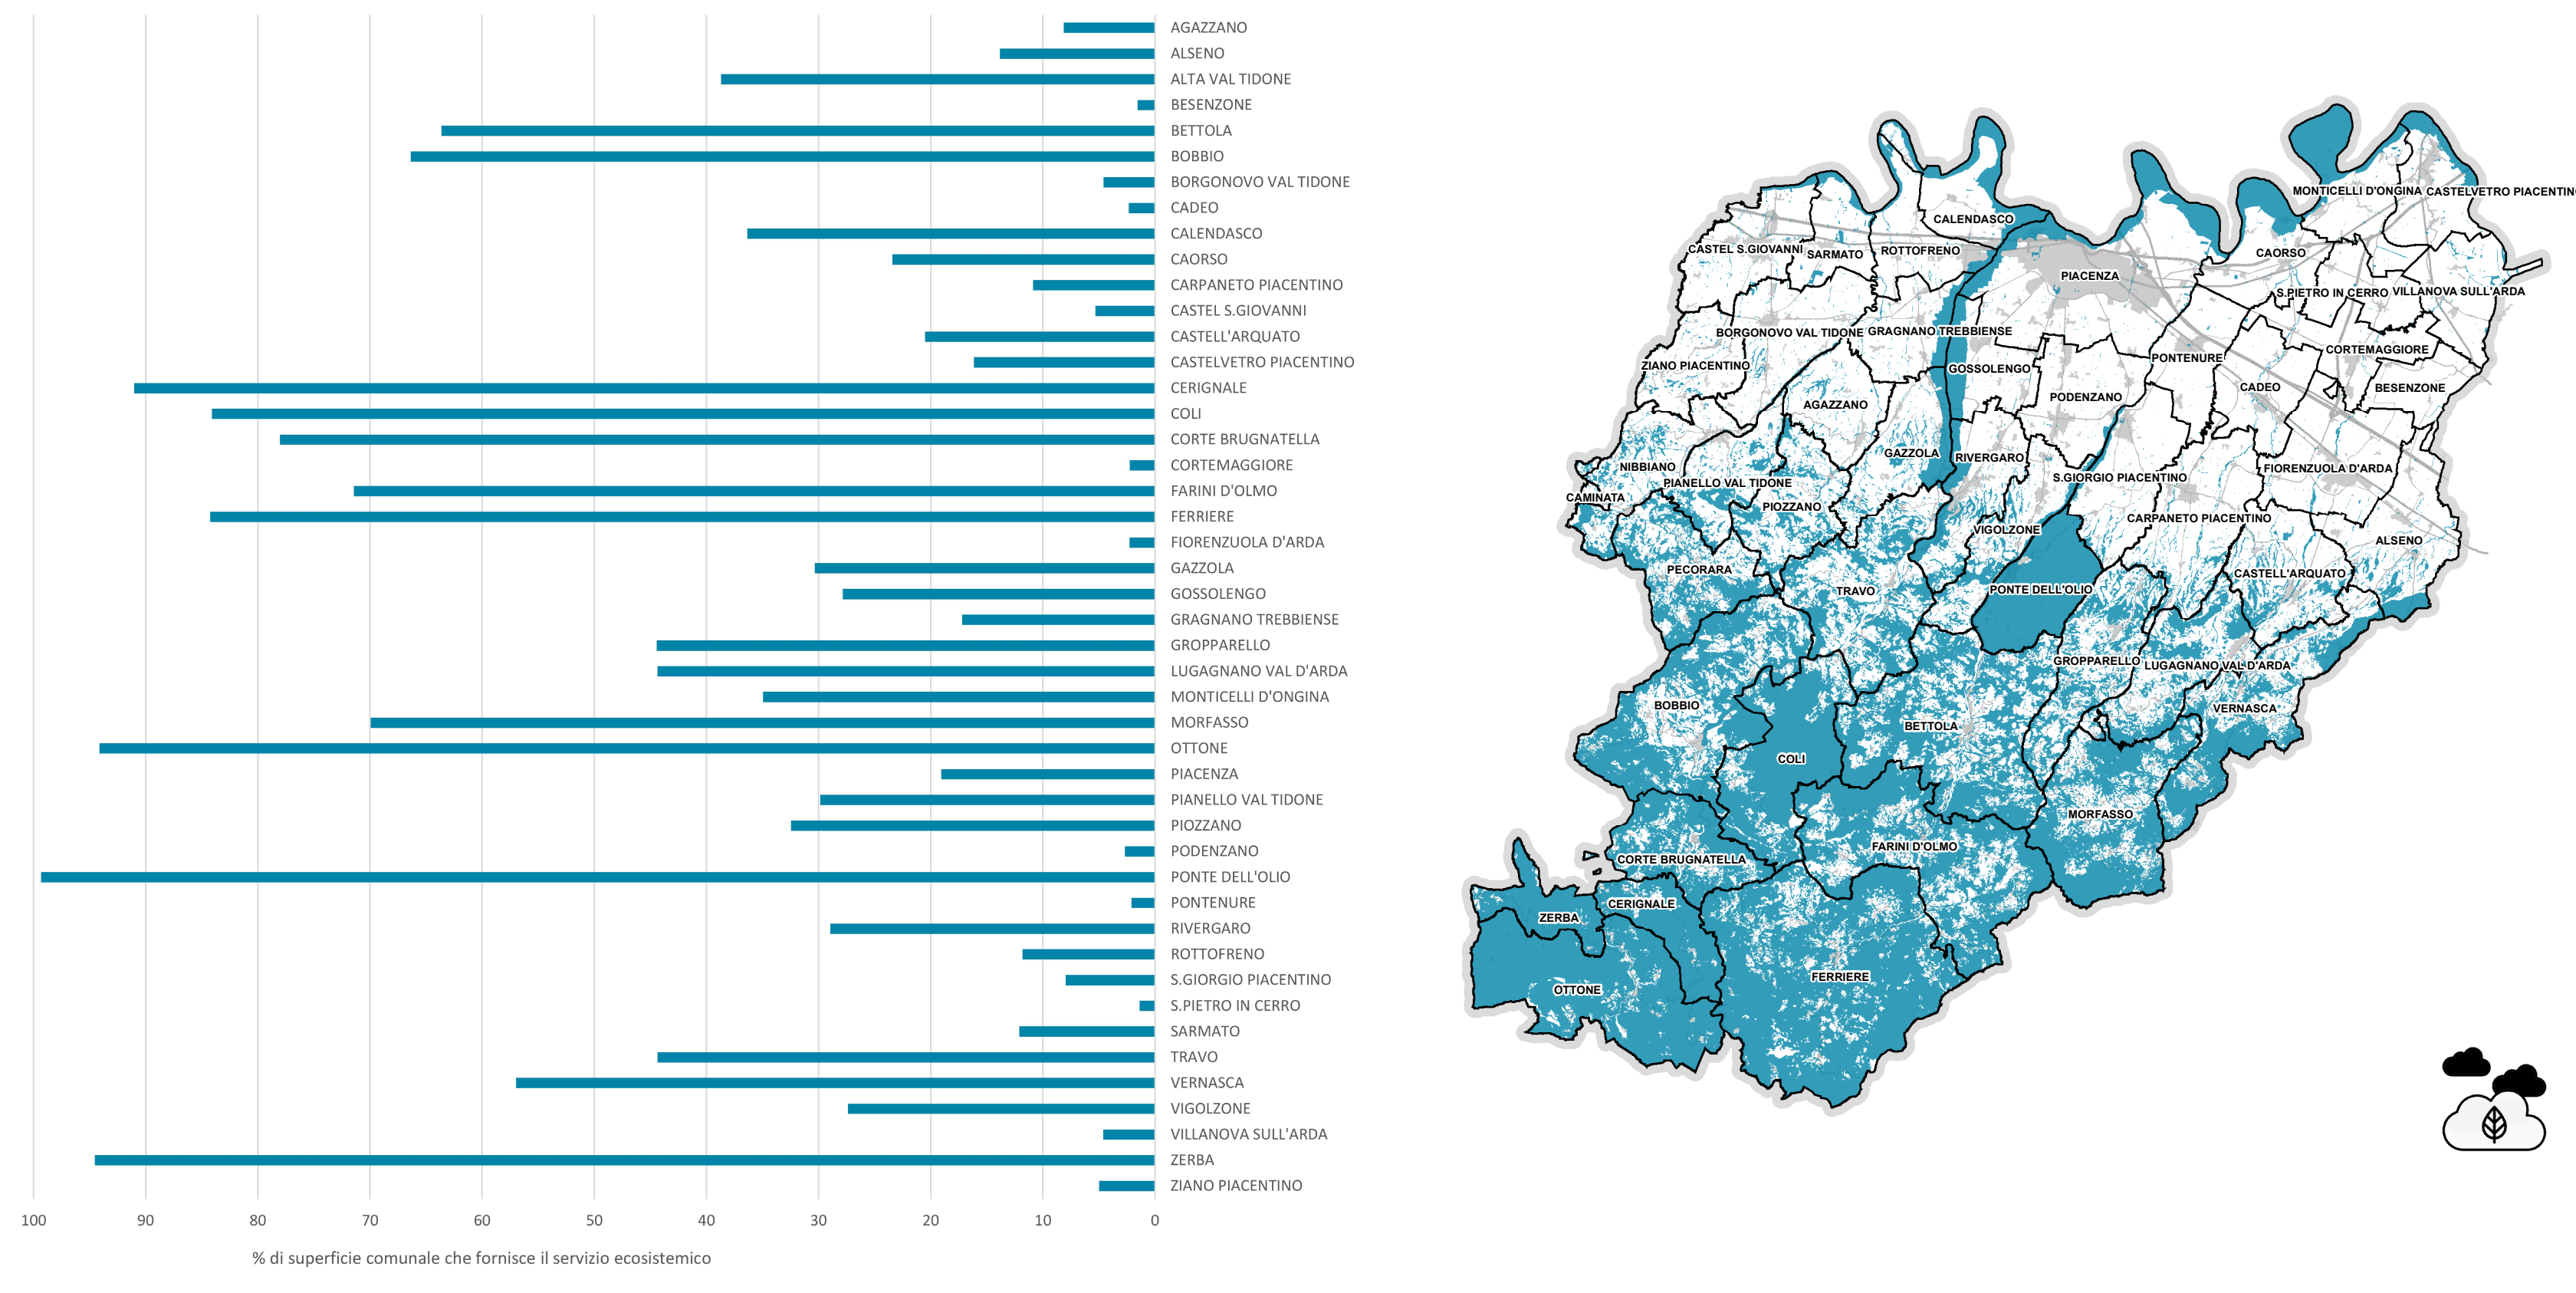 AGAZZANO
ALSENO
ALTA VAL TIDONE
BESENZONE
BETTOLA
BOBBIO
BORGONOVO VAL TIDONE
CADEO
CALENDASCO
CAORSO
CARPANETO PIACENTINO
CASTEL S.GIOVANNI
CASTELL'ARQUATO
CASTELVETRO PIACENTINO
CERIGNALE
COLI
CORTE BRUGNATELLA
CORTEMAGGIORE
FARINI D'OLMO
FERRIERE
FIORENZUOLA D'ARDA
GAZZOLA
GOSSOLENGO
GRAGNANO TREBBIENSE
GROPPARELLO
LUGAGNANO VAL D'ARDA
MONTICELLI D'ONGINA
MORFASSO
OTTONE
PIACENZA
PIANELLO VAL TIDONE
PIOZZANO
PODENZANO
PONTE DELL'OLIO
PONTENURE
RIVERGARO
ROTTOFRENO
S.GIORGIO PIACENTINO
S.PIETRO IN CERRO
SARMATO
TRAVO
VERNASCA
VIGOLZONE
VILLANOVA SULL'ARDA
ZERBA
ZIANO PIACENTINO
100 90 80 70 60 50 40 30 20 10 0
% di superficie comunale che fornisce il servizio ecosistemico
MONTICELLI D'ONGINA
CASTELVETRO PIACENTIN
CALENDASCO
CASTEL S.GIOVANNI
SARMATO
ROTTOFRENO
CAORSO
PIACENZA
S.PIETRO IN CERRO
VILLANOVA SULL'ARDA
BORGONOVO VAL TIDONE
GRAGNANO TREBBIENSE
CORTEMAGGIORE
PONTENURE
ZIANO PIACENTINO
GOSSOLENGO
CADEO
BESENZONE
PODENZANO
AGAZZANO
GAZZOLA
RIVERGARO
NIBBIANO
FIORENZUOLA D'ARDA
S.GIORGIO PIACENTINO
PIANELLO VAL TIDONE
CAMINATA
PIOZZANO
CARPANETO PIACENTINO
VIGOLZONE
ALSENO
PECORARA
CASTELL'ARQUATO
TRAVO
PONTE DELL'OLIO
GROPPARELLO
LUGAGNANO VAL D'ARDA
BOBBIO
VERNASCA
BETTOLA
COLI
MORFASSO
FARINI D'OLMO
CORTE BRUGNATELLA
CERIGNALE
ZERBA
FERRIERE
OTTONE